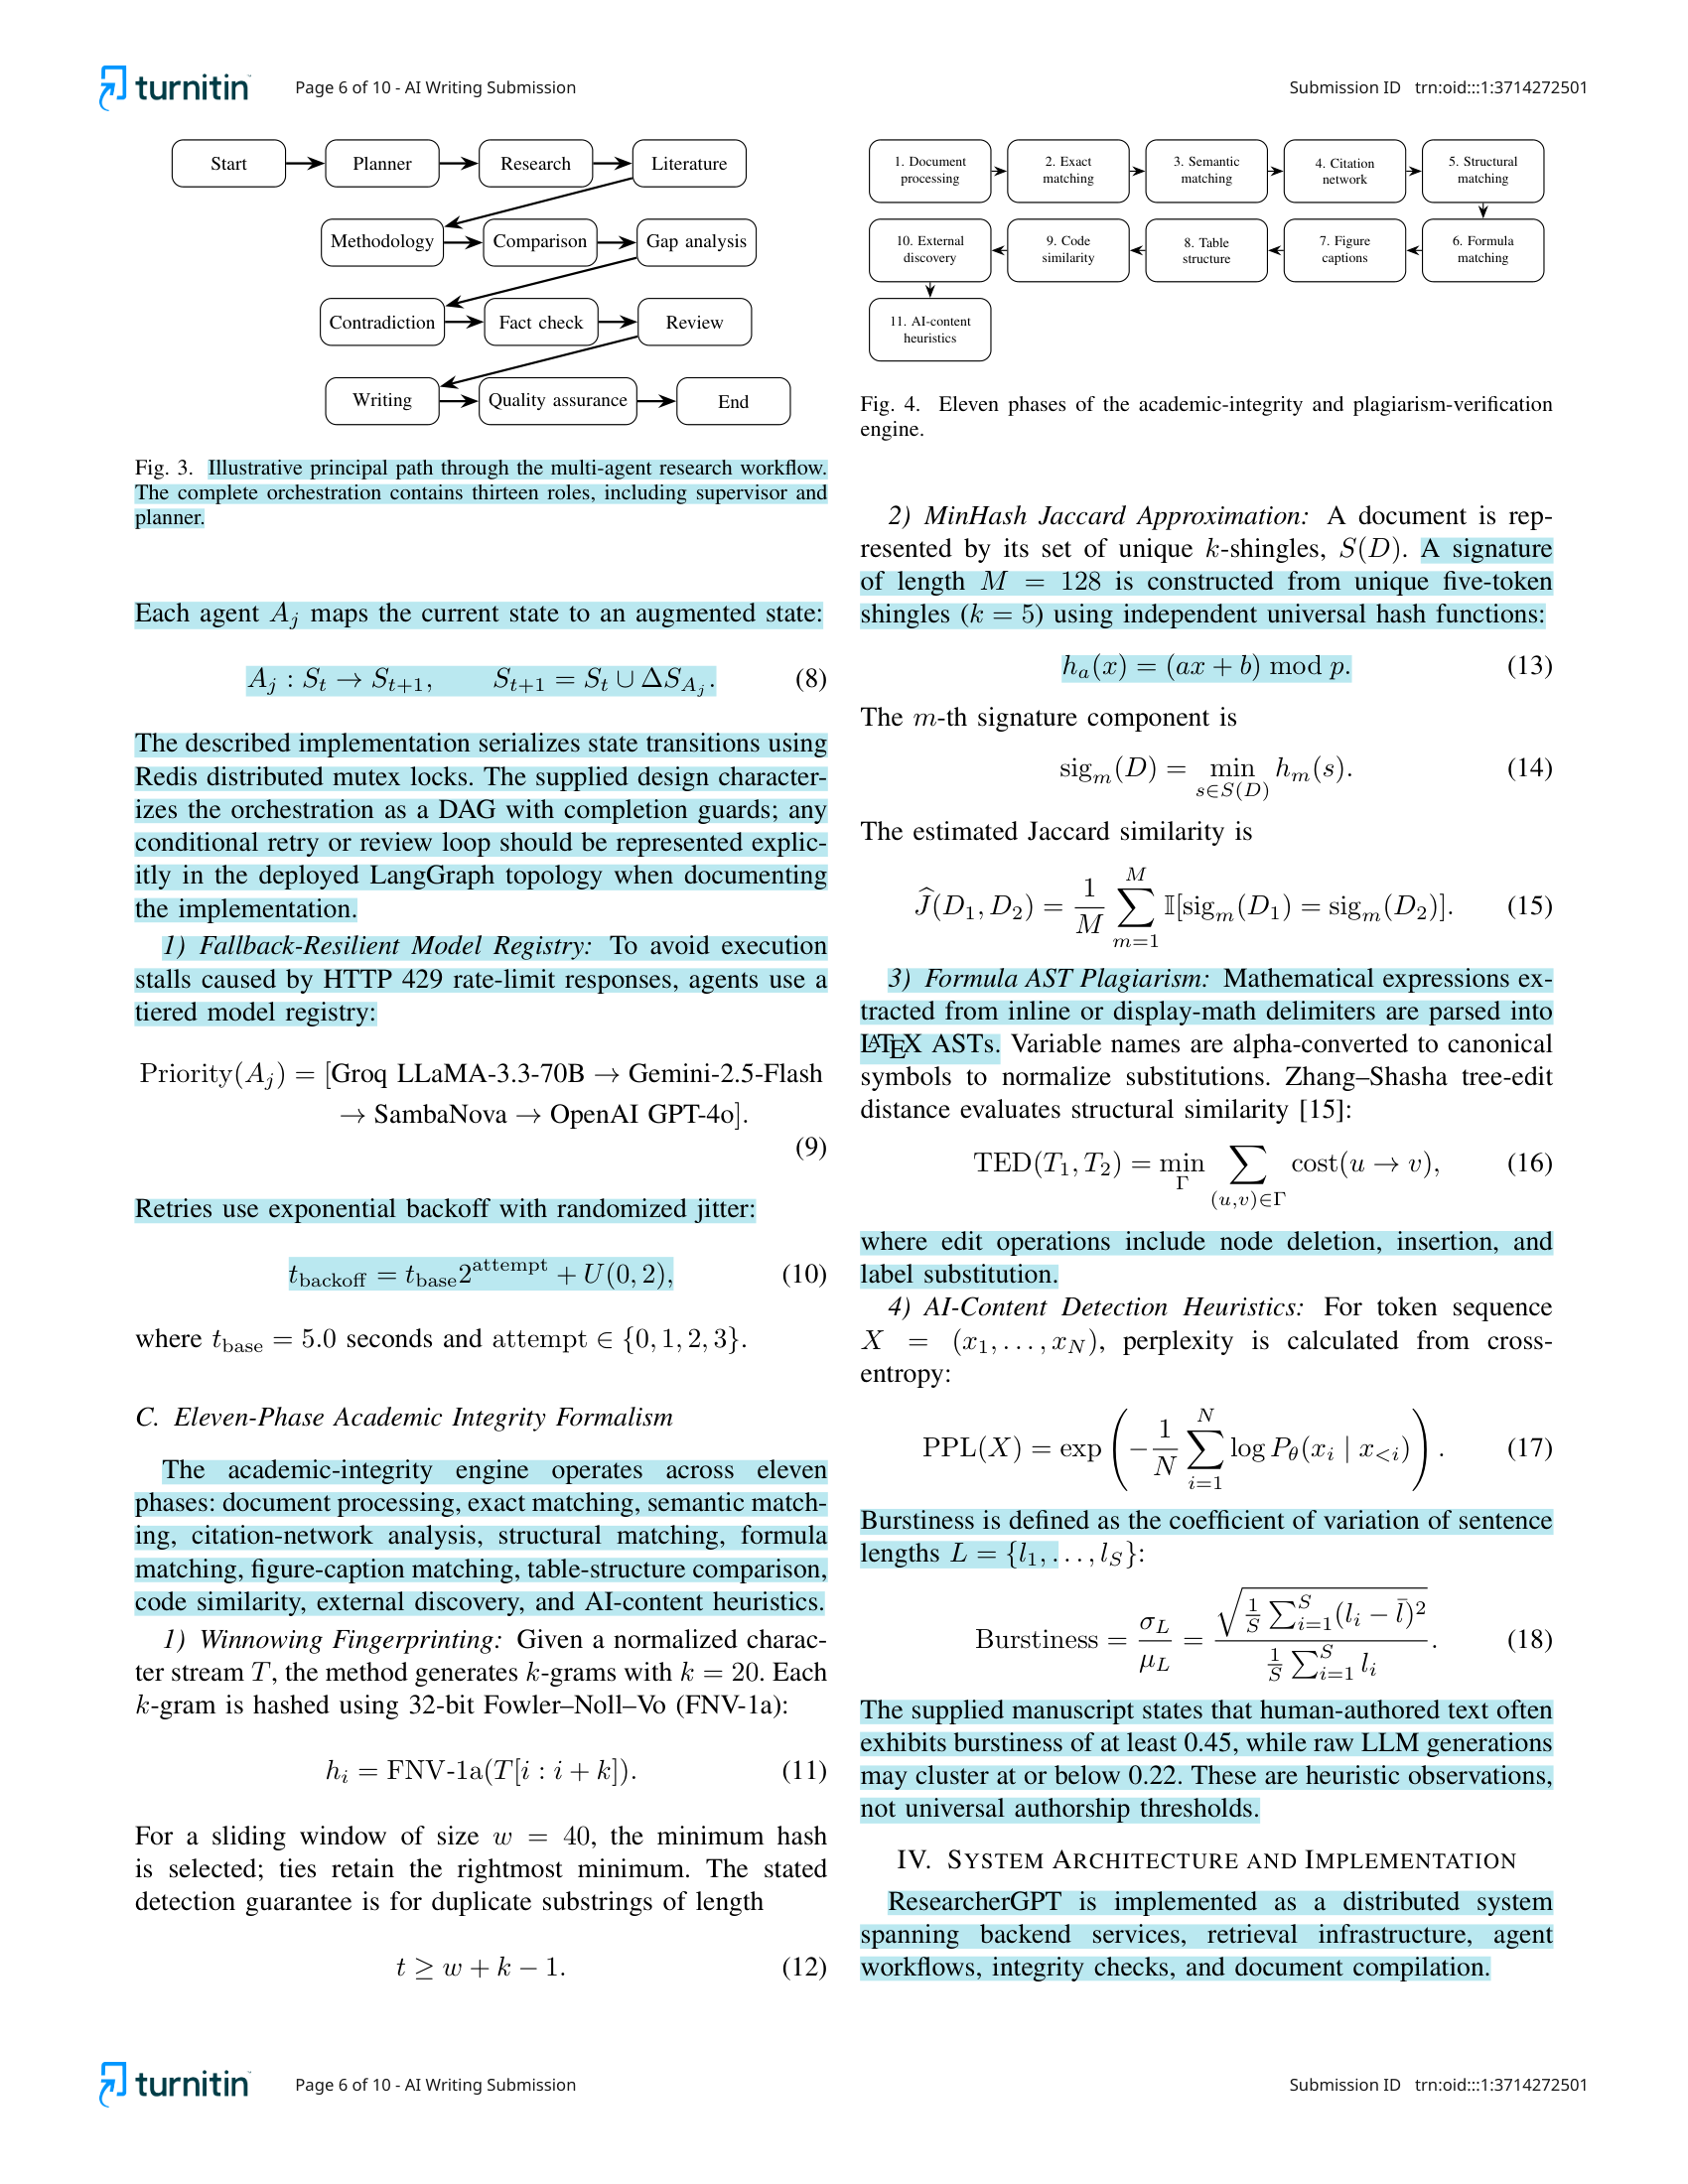 turnitin Page 6 of 10 - AI Writing Submission Submission ID trn:oid:::1:3714272501
Start Planner Research Literature
Methodology Comparison Gap analysis
Contradiction Fact check Review
Writing Quality assurance End
Fig. 3. Illustrative principal path through the multi-agent research workflow.
The complete orchestration contains thirteen roles, including supervisor and
planner.
Each agent A_j maps the current state to an augmented state:
A_j : S_t → S_{t+1}, S_{t+1} = S_t ∪ ΔS_{A_j}. (8)
The described implementation serializes state transitions using
Redis distributed mutex locks. The supplied design character-
izes the orchestration as a DAG with completion guards; any
conditional retry or review loop should be represented explic-
itly in the deployed LangGraph topology when documenting
the implementation.
1) Fallback-Resilient Model Registry: To avoid execution
stalls caused by HTTP 429 rate-limit responses, agents use a
tiered model registry:
Priority(A_j) = [Groq LLaMA-3.3-70B → Gemini-2.5-Flash
→ SambaNova → OpenAI GPT-4o].
(9)
Retries use exponential backoff with randomized jitter:
t_backoff = t_base 2^attempt + U(0, 2), (10)
where t_base = 5.0 seconds and attempt ∈ {0, 1, 2, 3}.
C. Eleven-Phase Academic Integrity Formalism
The academic-integrity engine operates across eleven
phases: document processing, exact matching, semantic match-
ing, citation-network analysis, structural matching, formula
matching, figure-caption matching, table-structure comparison,
code similarity, external discovery, and AI-content heuristics.
1) Winnowing Fingerprinting: Given a normalized charac-
ter stream T, the method generates k-grams with k = 20. Each
k-gram is hashed using 32-bit Fowler–Noll–Vo (FNV-1a):
h_i = FNV-1a(T[i : i + k]). (11)
For a sliding window of size w = 40, the minimum hash
is selected; ties retain the rightmost minimum. The stated
detection guarantee is for duplicate substrings of length
t ≥ w + k − 1. (12)
1. Document processing
2. Exact matching
3. Semantic matching
4. Citation network
5. Structural matching
10. External discovery
9. Code similarity
8. Table structure
7. Figure captions
6. Formula matching
11. AI-content heuristics
Fig. 4. Eleven phases of the academic-integrity and plagiarism-verification
engine.
2) MinHash Jaccard Approximation: A document is rep-
resented by its set of unique k-shingles, S(D). A signature
of length M = 128 is constructed from unique five-token
shingles (k = 5) using independent universal hash functions:
h_a(x) = (ax + b) mod p. (13)
The m-th signature component is
sig_m(D) = min_{s∈S(D)} h_m(s). (14)
The estimated Jaccard similarity is
Ĵ(D_1, D_2) = 1/M ∑_{m=1}^{M} 𝕀[sig_m(D_1) = sig_m(D_2)]. (15)
3) Formula AST Plagiarism: Mathematical expressions ex-
tracted from inline or display-math delimiters are parsed into
LATEX ASTs. Variable names are alpha-converted to canonical
symbols to normalize substitutions. Zhang–Shasha tree-edit
distance evaluates structural similarity [15]:
TED(T_1, T_2) = min_Γ ∑_{(u,v)∈Γ} cost(u → v), (16)
where edit operations include node deletion, insertion, and
label substitution.
4) AI-Content Detection Heuristics: For token sequence
X = (x_1, . . . , x_N), perplexity is calculated from cross-
entropy:
PPL(X) = exp(−1/N ∑_{i=1}^{N} log P_θ(x_i | x_{<i})). (17)
Burstiness is defined as the coefficient of variation of sentence
lengths L = {l_1, . . . , l_S}:
Burstiness = σ_L/μ_L = √(1/S ∑_{i=1}^{S}(l_i − l̄)^2) / (1/S ∑_{i=1}^{S} l_i). (18)
The supplied manuscript states that human-authored text often
exhibits burstiness of at least 0.45, while raw LLM generations
may cluster at or below 0.22. These are heuristic observations,
not universal authorship thresholds.
IV. SYSTEM ARCHITECTURE AND IMPLEMENTATION
ResearcherGPT is implemented as a distributed system
spanning backend services, retrieval infrastructure, agent
workflows, integrity checks, and document compilation.
turnitin Page 6 of 10 - AI Writing Submission Submission ID trn:oid:::1:3714272501